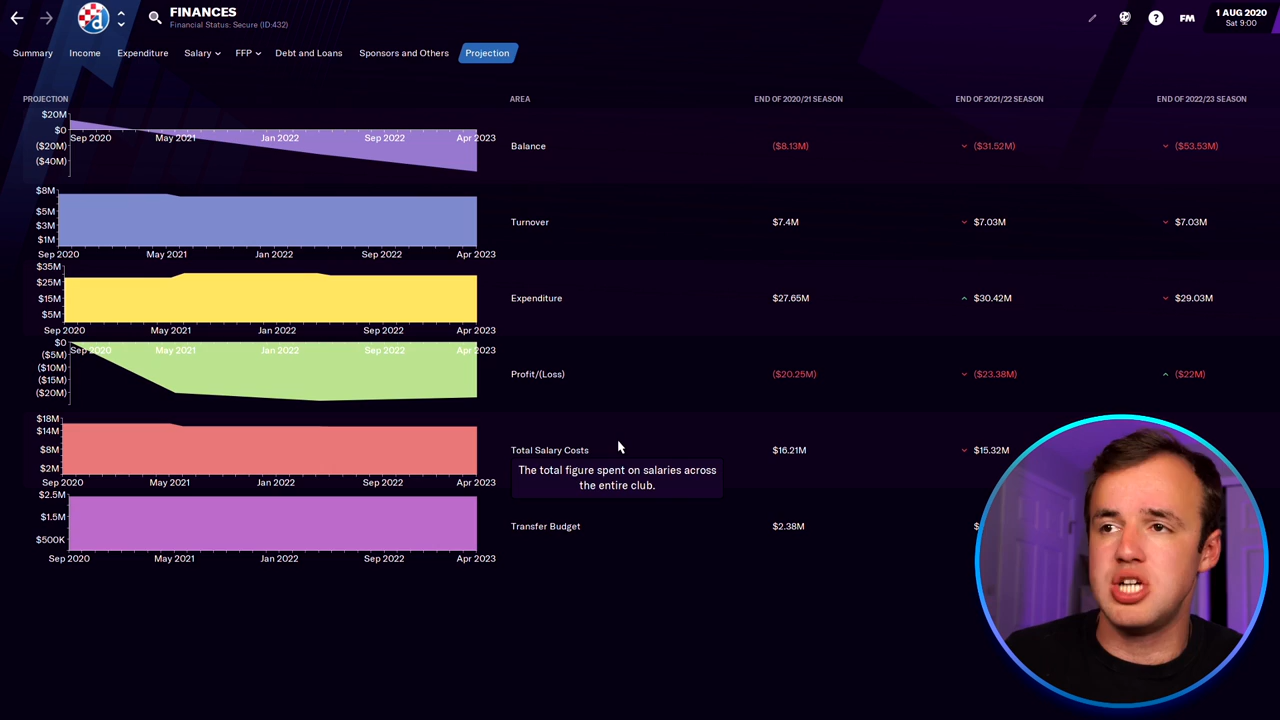 FINANCES
Financial Status: Secure (ID:432)
FM
1 AUG 2020
Sat 9:00
Summary Income Expenditure Salary FFP Debt and Loans Sponsors and Others Projection
PROJECTION AREA END OF 2020/21 SEASON END OF 2021/22 SEASON END OF 2022/23 SEASON
$20M
$0
($20M)
($40M)
Sep 2020 May 2021 Jan 2022 Sep 2022 Apr 2023
Balance ($8.13M) ($31.52M) ($53.53M)
$8M
$5M
$3M
$1M
Sep 2020 May 2021 Jan 2022 Sep 2022 Apr 2023
Turnover $7.4M $7.03M $7.03M
$35M
$25M
$15M
$5M
Sep 2020 May 2021 Jan 2022 Sep 2022 Apr 2023
Expenditure $27.65M $30.42M $29.03M
$0
($5M)
($10M)
($15M)
($20M)
Sep 2020 May 2021 Jan 2022 Sep 2022 Apr 2023
Profit/(Loss) ($20.25M) ($23.38M) ($22M)
$18M
$14M
$8M
$2M
Sep 2020 May 2021 Jan 2022 Sep 2022 Apr 2023
Total Salary Costs $16.21M $15.32M
The total figure spent on salaries across
the entire club.
$2.5M
$1.5M
$500K
Sep 2020 May 2021 Jan 2022 Sep 2022 Apr 2023
Transfer Budget $2.38M